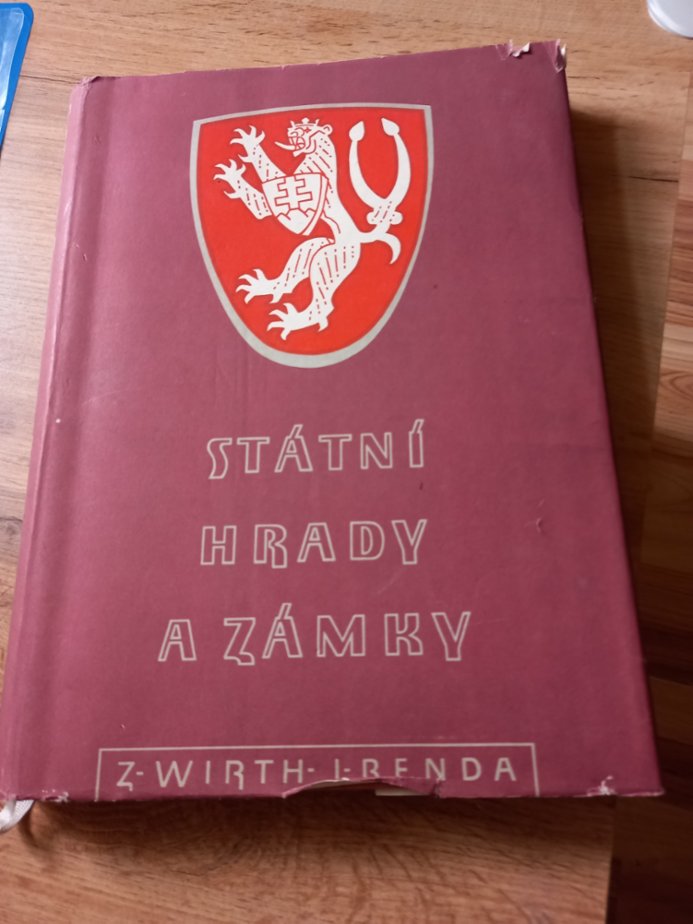 STÁTNÍ
HRADY
A ZÁMKY
Z-WIRTH-J-BENDA